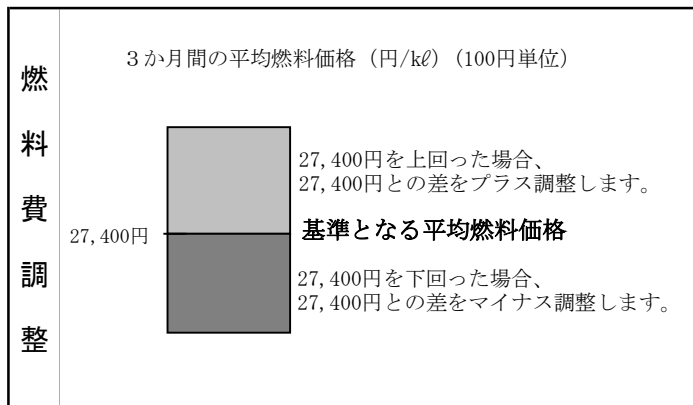 燃料費調整
３か月間の平均燃料価格（円/kℓ）（100円単位）
27,400円を上回った場合、
27,400円との差をプラス調整します。
27,400円
基準となる平均燃料価格
27,400円を下回った場合、
27,400円との差をマイナス調整します。